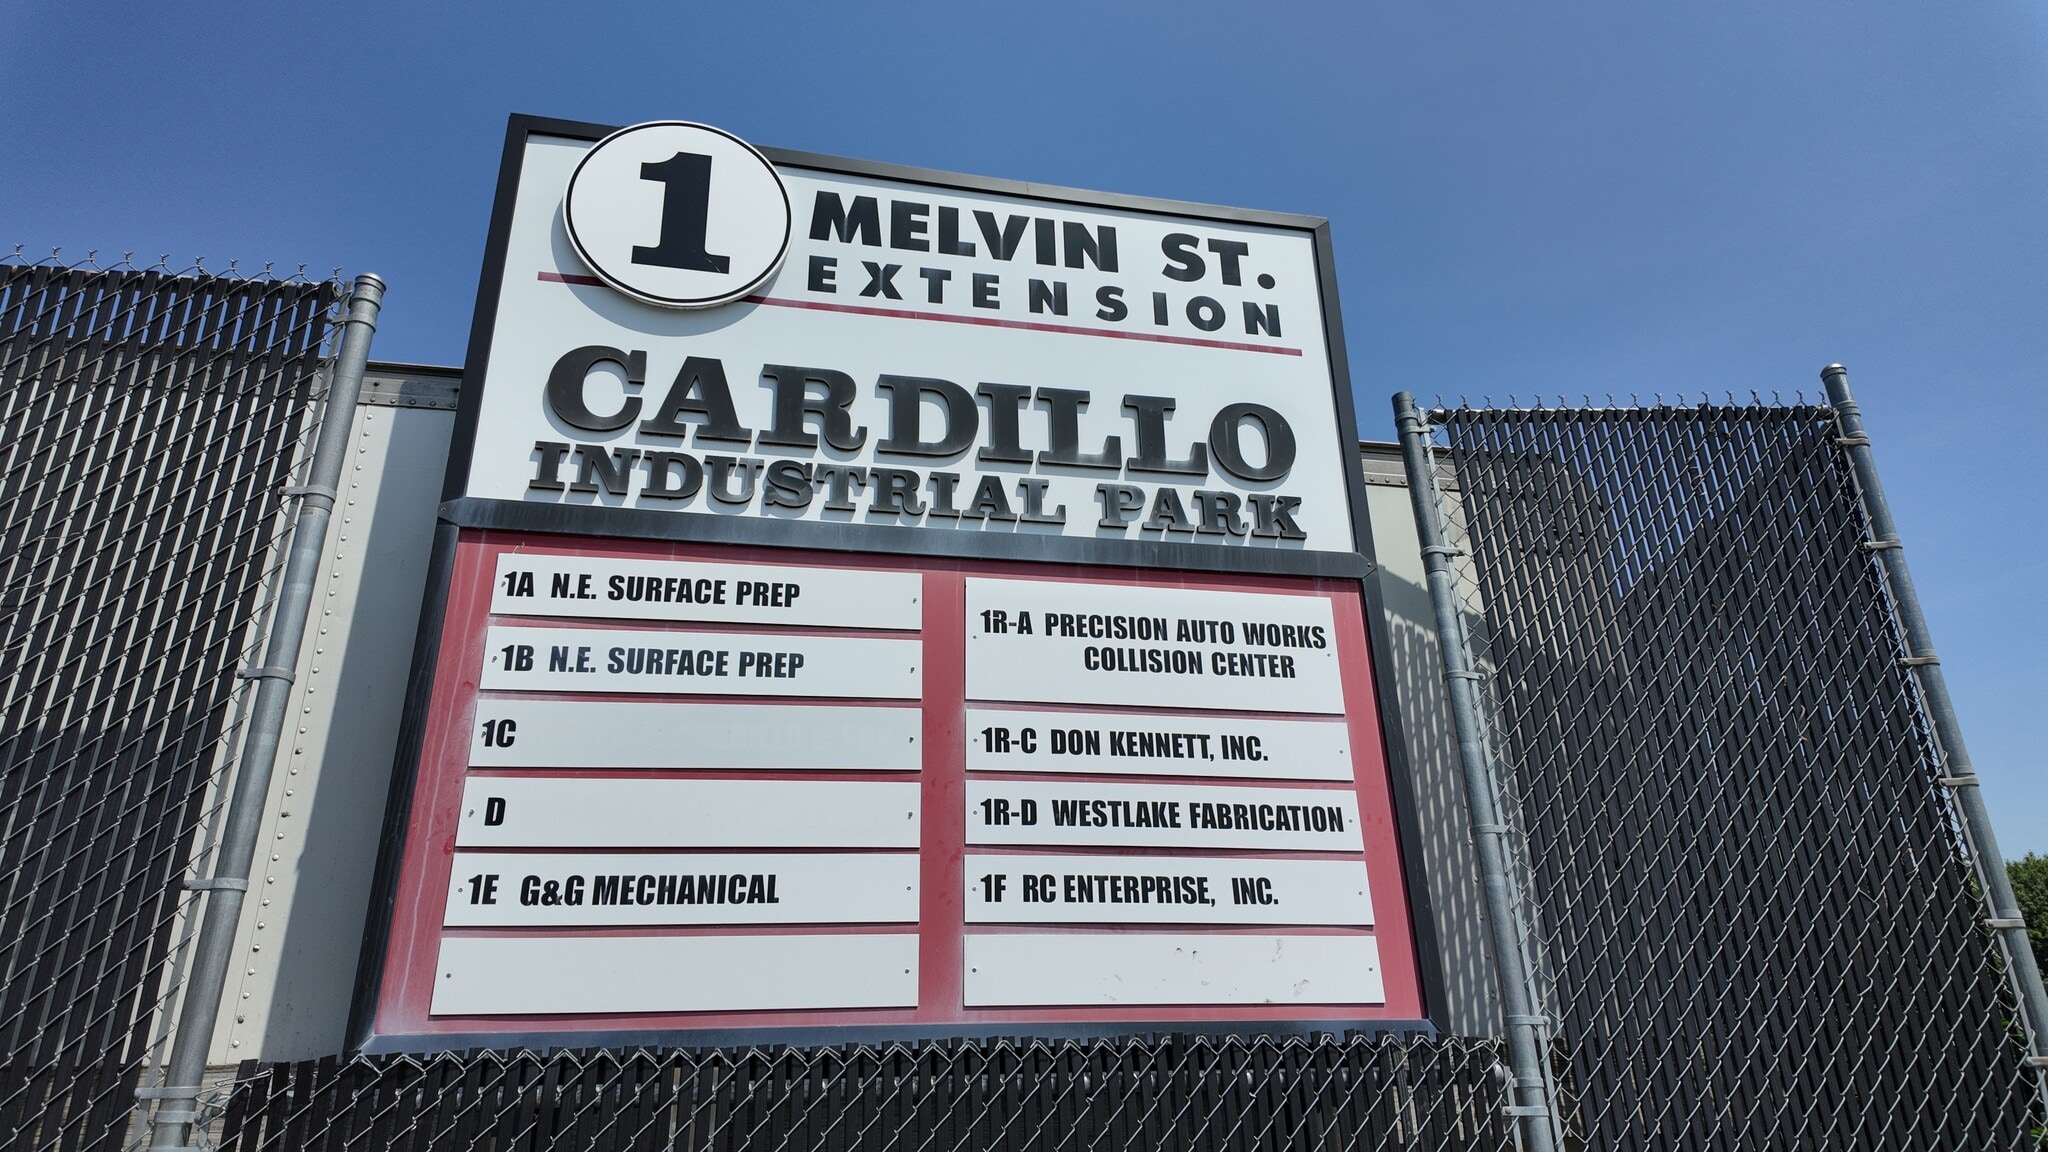 1 MELVIN ST.
EXTENSION
CARDILLO
INDUSTRIAL PARK
1A N.E. SURFACE PREP
1B N.E. SURFACE PREP
1C
D
1E G&G MECHANICAL
1R-A PRECISION AUTO WORKS
COLLISION CENTER
1R-C DON KENNETT, INC.
1R-D WESTLAKE FABRICATION
1F RC ENTERPRISE, INC.